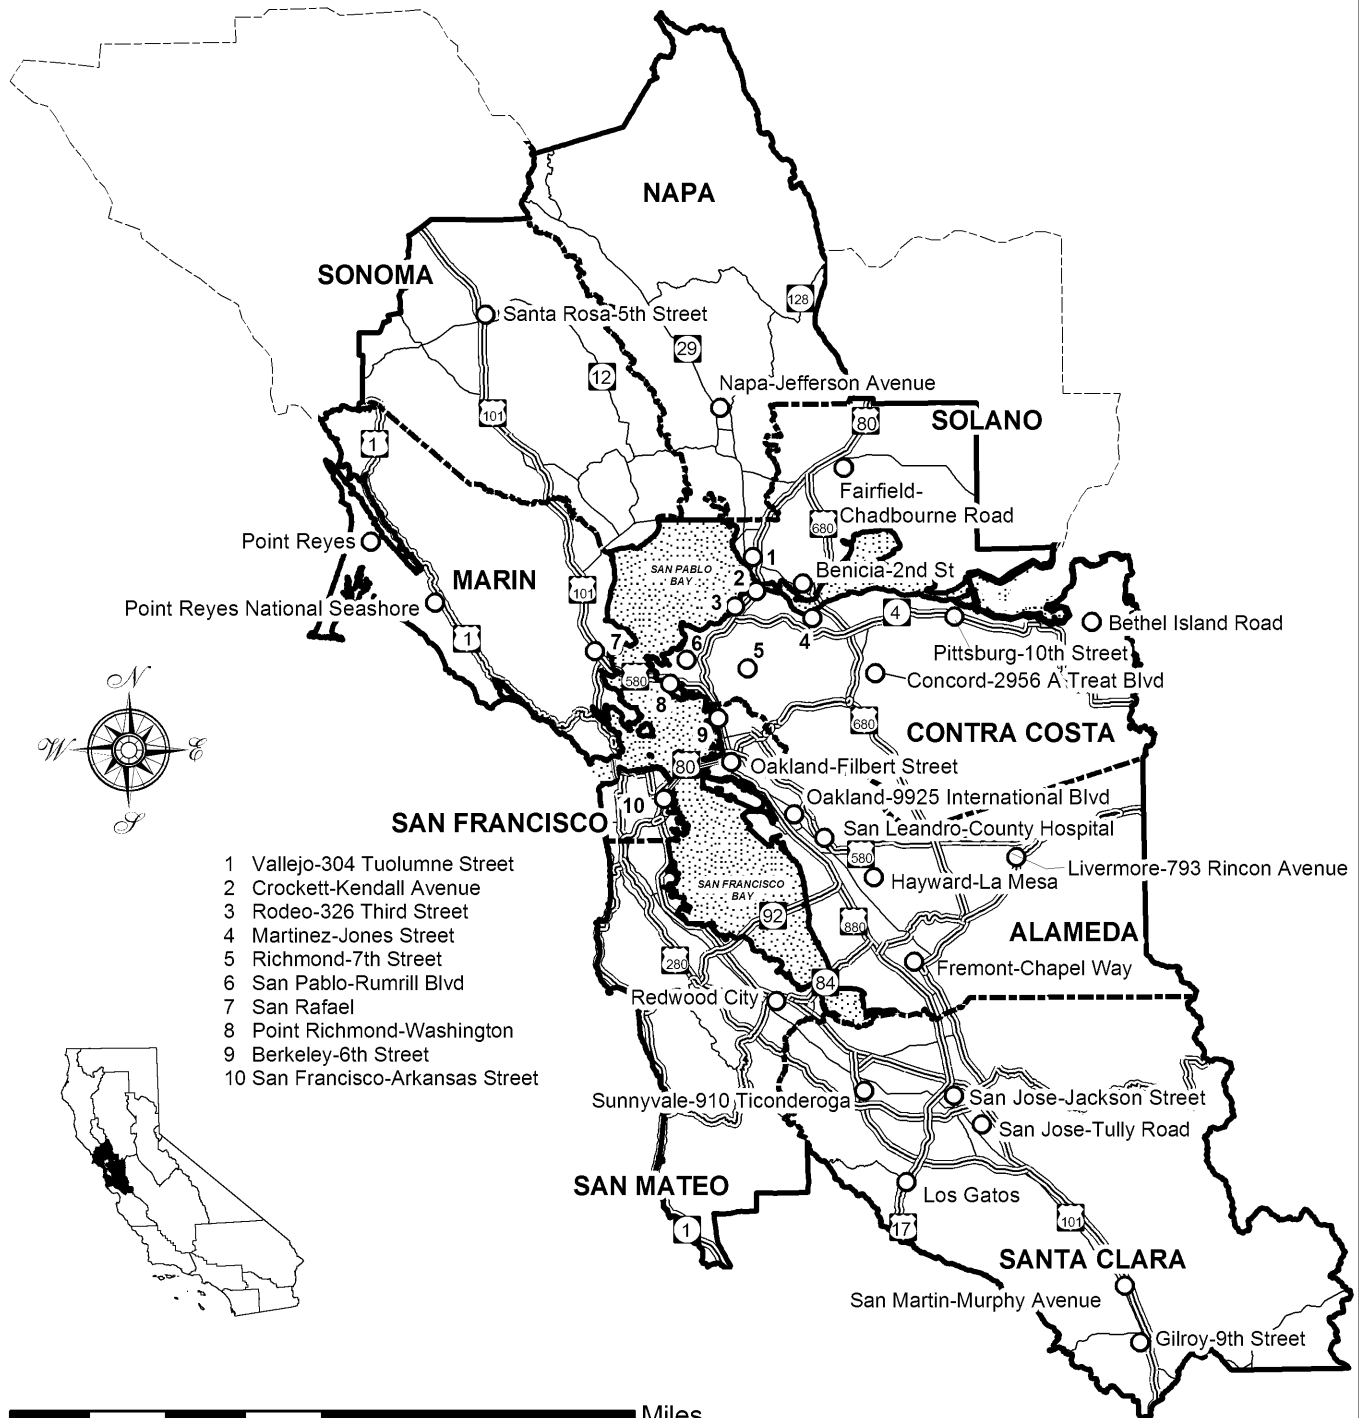 NAPA
SONOMA
128
Santa Rosa-5th Street
29
12
Napa-Jefferson Avenue
101
80
SOLANO
1
Fairfield-
Chadbourne Road
680
Point Reyes
1
SAN PABLO
BAY
MARIN
2
Benicia-2nd St
101
3
Point Reyes National Seashore
4
Bethel Island Road
1
7
4
6
5
Pittsburg-10th Street
580
Concord-2956 A Treat Blvd
8
680
9
CONTRA COSTA
N
W
E
S
80
Oakland-Filbert Street
10
Oakland-9925 International Blvd
SAN FRANCISCO
San Leandro-County Hospital
580
Livermore-793 Rincon Avenue
Hayward-La Mesa
SAN FRANCISCO
BAY
92
880
ALAMEDA
1 Vallejo-304 Tuolumne Street
2 Crockett-Kendall Avenue
3 Rodeo-326 Third Street
4 Martinez-Jones Street
5 Richmond-7th Street
6 San Pablo-Rumrill Blvd
7 San Rafael
8 Point Richmond-Washington
9 Berkeley-6th Street
10 San Francisco-Arkansas Street
280
Fremont-Chapel Way
84
Redwood City
Sunnyvale-910 Ticonderoga
San Jose-Jackson Street
San Jose-Tully Road
SAN MATEO
Los Gatos
1
17
101
SANTA CLARA
San Martin-Murphy Avenue
Gilroy-9th Street
Miles